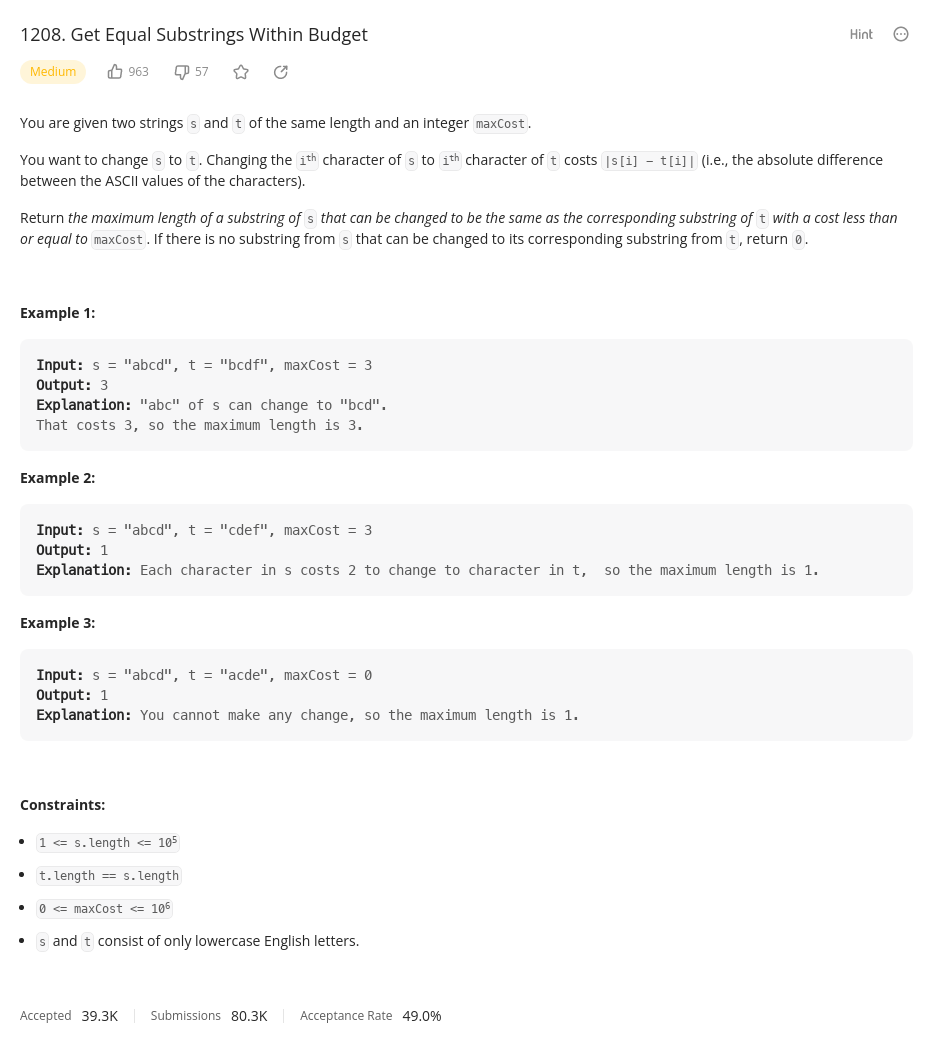 1208. Get Equal Substrings Within Budget
Hint
Medium
963
57
You are given two strings s and t of the same length and an integer maxCost.
You want to change s to t. Changing the iᵗʰ character of s to iᵗʰ character of t costs |s[i] - t[i]| (i.e., the absolute difference
between the ASCII values of the characters).
Return the maximum length of a substring of s that can be changed to be the same as the corresponding substring of t with a cost less than
or equal to maxCost. If there is no substring from s that can be changed to its corresponding substring from t, return 0.
Example 1:
Input: s = "abcd", t = "bcdf", maxCost = 3
Output: 3
Explanation: "abc" of s can change to "bcd".
That costs 3, so the maximum length is 3.
Example 2:
Input: s = "abcd", t = "cdef", maxCost = 3
Output: 1
Explanation: Each character in s costs 2 to change to character in t,  so the maximum length is 1.
Example 3:
Input: s = "abcd", t = "acde", maxCost = 0
Output: 1
Explanation: You cannot make any change, so the maximum length is 1.
Constraints:
• 1 <= s.length <= 10⁵
• t.length == s.length
• 0 <= maxCost <= 10⁶
• s and t consist of only lowercase English letters.
Accepted 39.3K Submissions 80.3K Acceptance Rate 49.0%